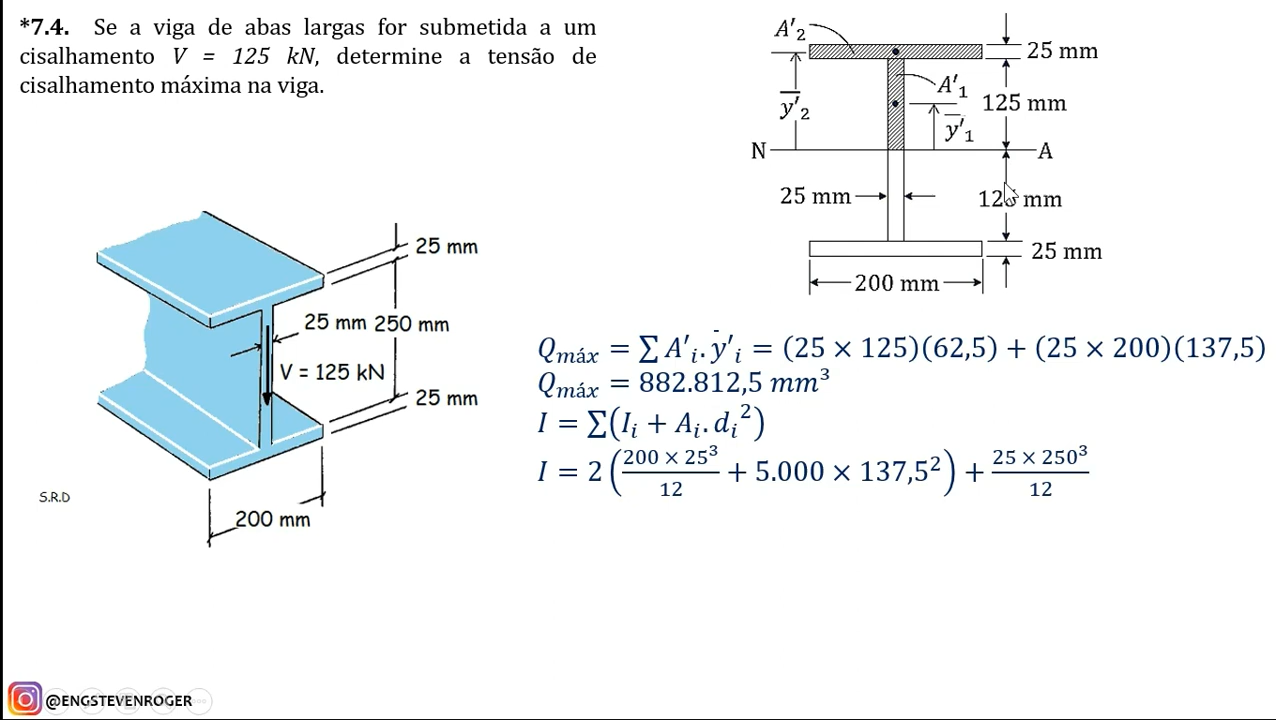 *7.4. Se a viga de abas largas for submetida a um
cisalhamento V = 125 kN, determine a tensão de
cisalhamento máxima na viga.
A'₂
25 mm
A'₁
y̅'₂
125 mm
y̅'₁
N
A
25 mm
mm
25 mm
200 mm
25 mm
25 mm 250 mm
V = 125 kN
25 mm
S.R.D
200 mm
Qmáx = ∑ A'ᵢ. y̅'ᵢ = (25 × 125)(62,5) + (25 × 200)(137,5)
Qmáx = 882.812,5 mm³
I = ∑(Iᵢ + Aᵢ. dᵢ²)
I = 2(200 × 25³/12 + 5.000 × 137,5²) + 25 × 250³/12
@ENGSTEVENROGER